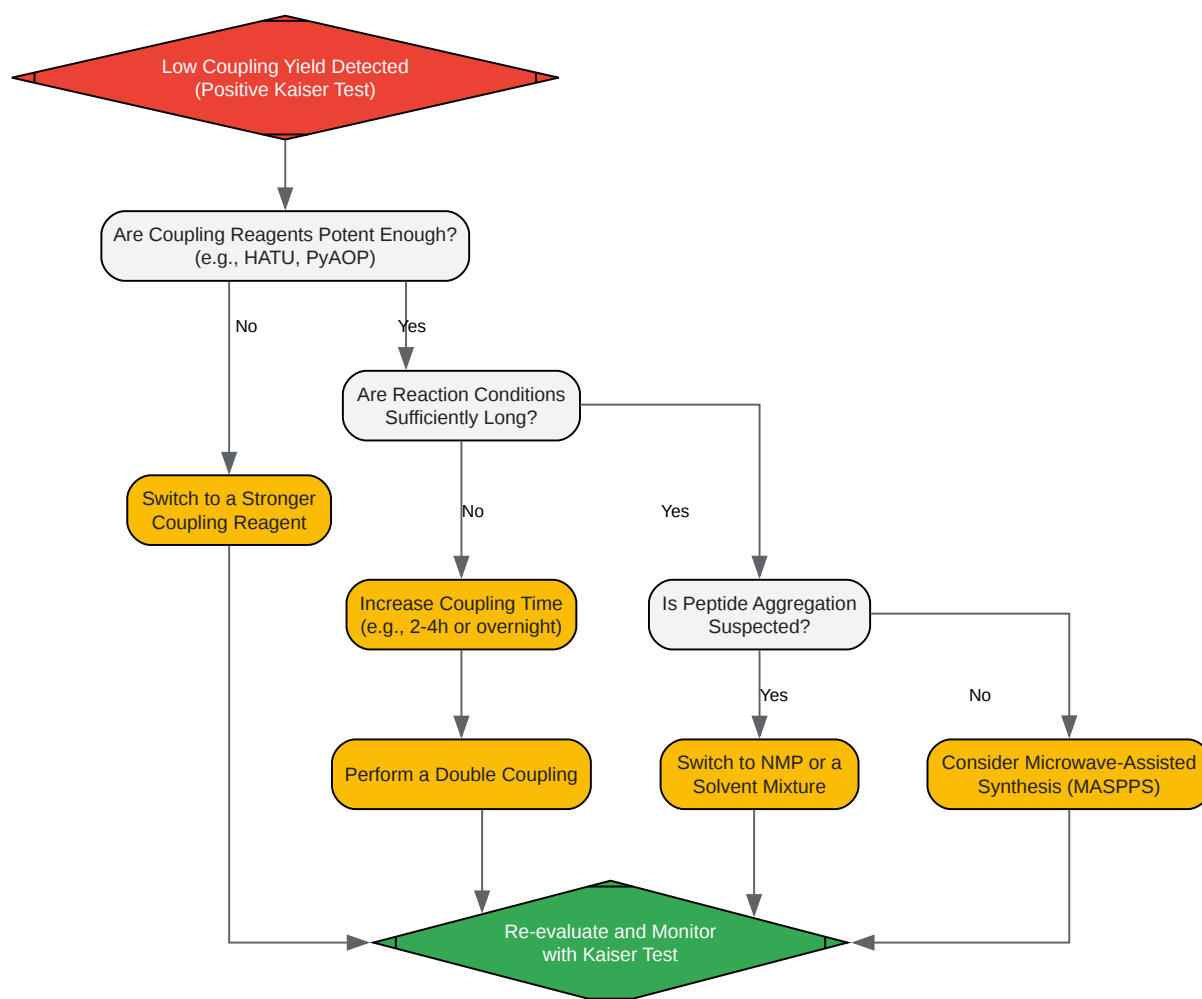 Low Coupling Yield Detected
(Positive Kaiser Test)
Are Coupling Reagents Potent Enough?
(e.g., HATU, PyAOP)
No
Yes
Are Reaction Conditions
Sufficiently Long?
Switch to a Stronger
Coupling Reagent
No
Yes
Increase Coupling Time
(e.g., 2-4h or overnight)
Is Peptide Aggregation
Suspected?
Yes
No
Perform a Double Coupling
Switch to NMP or a
Solvent Mixture
Consider Microwave-Assisted
Synthesis (MASPPS)
Re-evaluate and Monitor
with Kaiser Test